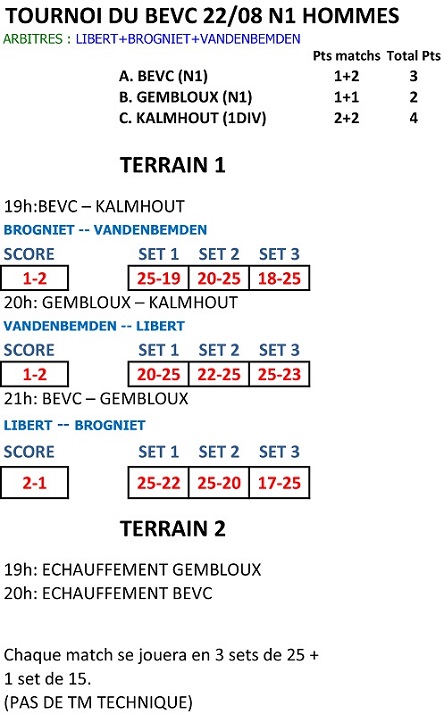 TOURNOI DU BEVC 22/08 N1 HOMMES
ARBITRES : LIBERT+BROGNIET+VANDENBEMDEN
Pts matchs Total Pts
A. BEVC (N1) 1+2 3
B. GEMBLOUX (N1) 1+1 2
C. KALMHOUT (1DIV) 2+2 4
TERRAIN 1
19h:BEVC – KALMHOUT
BROGNIET -- VANDENBEMDEN
SCORE SET 1 SET 2 SET 3
1-2 25-19 20-25 18-25
20h: GEMBLOUX – KALMHOUT
VANDENBEMDEN -- LIBERT
SCORE SET 1 SET 2 SET 3
1-2 20-25 22-25 25-23
21h: BEVC – GEMBLOUX
LIBERT -- BROGNIET
SCORE SET 1 SET 2 SET 3
2-1 25-22 25-20 17-25
TERRAIN 2
19h: ECHAUFFEMENT GEMBLOUX
20h: ECHAUFFEMENT BEVC
Chaque match se jouera en 3 sets de 25 +
1 set de 15.
(PAS DE TM TECHNIQUE)